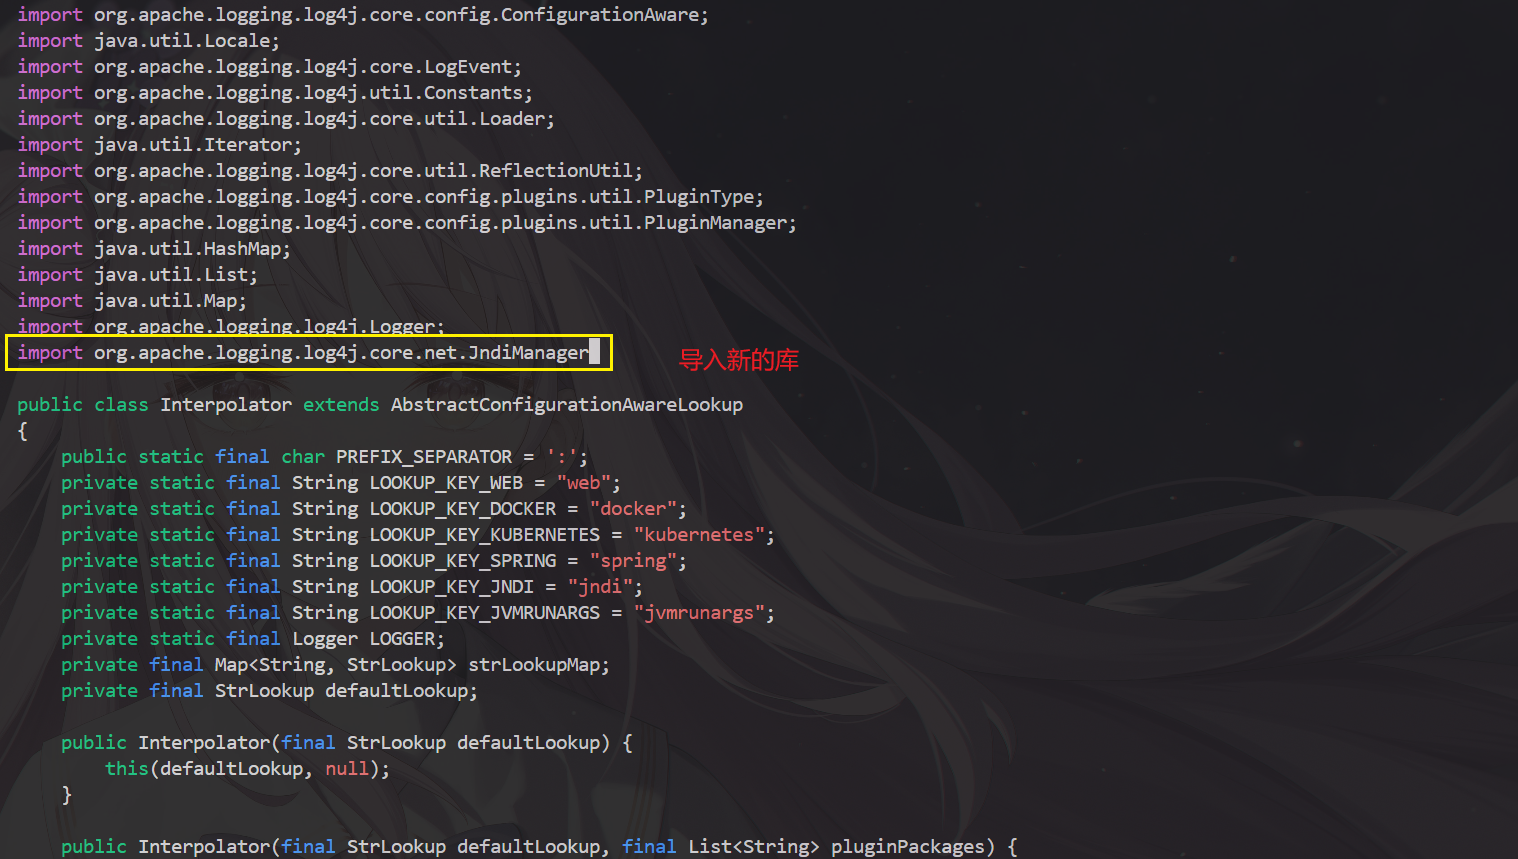 import org.apache.logging.log4j.core.config.ConfigurationAware;
import java.util.Locale;
import org.apache.logging.log4j.core.LogEvent;
import org.apache.logging.log4j.util.Constants;
import org.apache.logging.log4j.core.util.Loader;
import java.util.Iterator;
import org.apache.logging.log4j.core.util.ReflectionUtil;
import org.apache.logging.log4j.core.config.plugins.util.PluginType;
import org.apache.logging.log4j.core.config.plugins.util.PluginManager;
import java.util.HashMap;
import java.util.List;
import java.util.Map;
import org.apache.logging.log4j.Logger;
import org.apache.logging.log4j.core.net.JndiManager
导入新的库
public class Interpolator extends AbstractConfigurationAwareLookup
{
    public static final char PREFIX_SEPARATOR = ':';
    private static final String LOOKUP_KEY_WEB = "web";
    private static final String LOOKUP_KEY_DOCKER = "docker";
    private static final String LOOKUP_KEY_KUBERNETES = "kubernetes";
    private static final String LOOKUP_KEY_SPRING = "spring";
    private static final String LOOKUP_KEY_JNDI = "jndi";
    private static final String LOOKUP_KEY_JVMRUNARGS = "jvmrunargs";
    private static final Logger LOGGER;
    private final Map<String, StrLookup> strLookupMap;
    private final StrLookup defaultLookup;
    public Interpolator(final StrLookup defaultLookup) {
        this(defaultLookup, null);
    }
    public Interpolator(final StrLookup defaultLookup, final List<String> pluginPackages) {